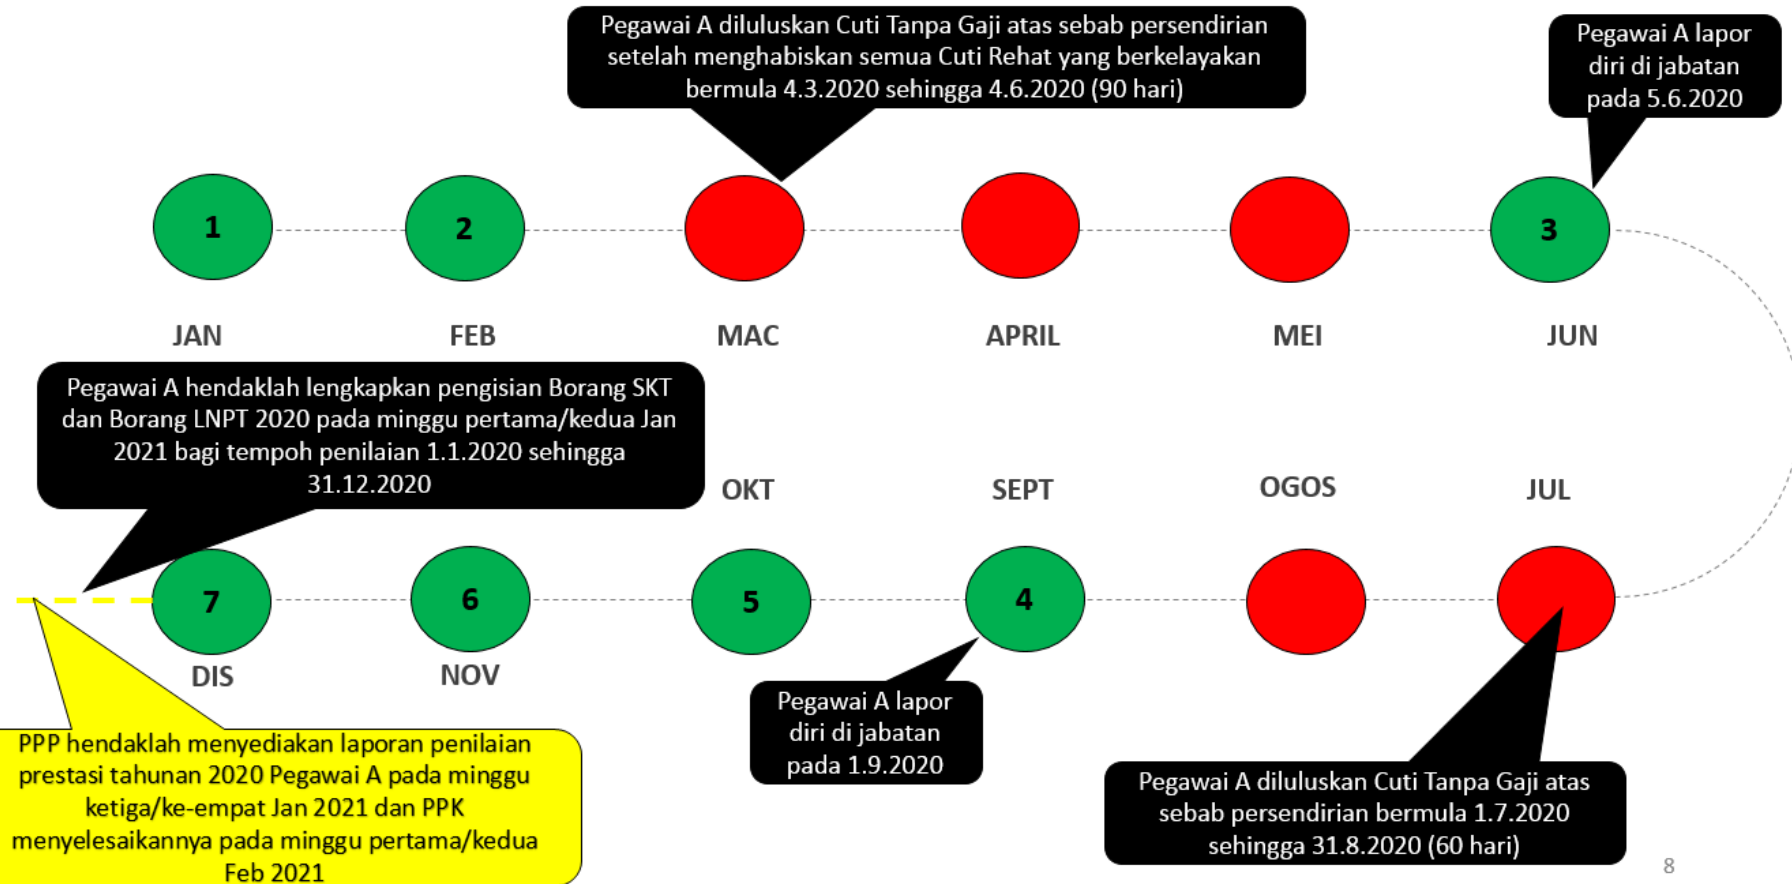 Pegawai A diluluskan Cuti Tanpa Gaji atas sebab persendirian
setelah menghabiskan semua Cuti Rehat yang berkelayakan
bermula 4.3.2020 sehingga 4.6.2020 (90 hari)
Pegawai A lapor
diri di jabatan
pada 5.6.2020
1
2
3
JAN
FEB
MAC
APRIL
MEI
JUN
Pegawai A hendaklah lengkapkan pengisian Borang SKT
dan Borang LNPT 2020 pada minggu pertama/kedua Jan
2021 bagi tempoh penilaian 1.1.2020 sehingga
31.12.2020
OKT
SEPT
OGOS
JUL
7
6
5
4
DIS
NOV
Pegawai A lapor
diri di jabatan
pada 1.9.2020
PPP hendaklah menyediakan laporan penilaian
prestasi tahunan 2020 Pegawai A pada minggu
ketiga/ke-empat Jan 2021 dan PPK
menyelesaikannya pada minggu pertama/kedua
Feb 2021
Pegawai A diluluskan Cuti Tanpa Gaji atas
sebab persendirian bermula 1.7.2020
sehingga 31.8.2020 (60 hari)
8